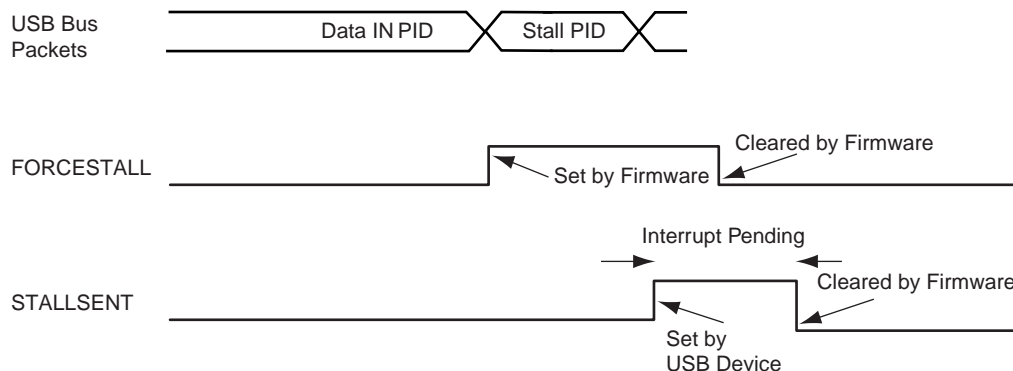 USB Bus
Packets
Data IN PID
Stall PID
FORCESTALL
Set by Firmware
Cleared by Firmware
Interrupt Pending
STALLSENT
Set by
USB Device
Cleared by Firmware